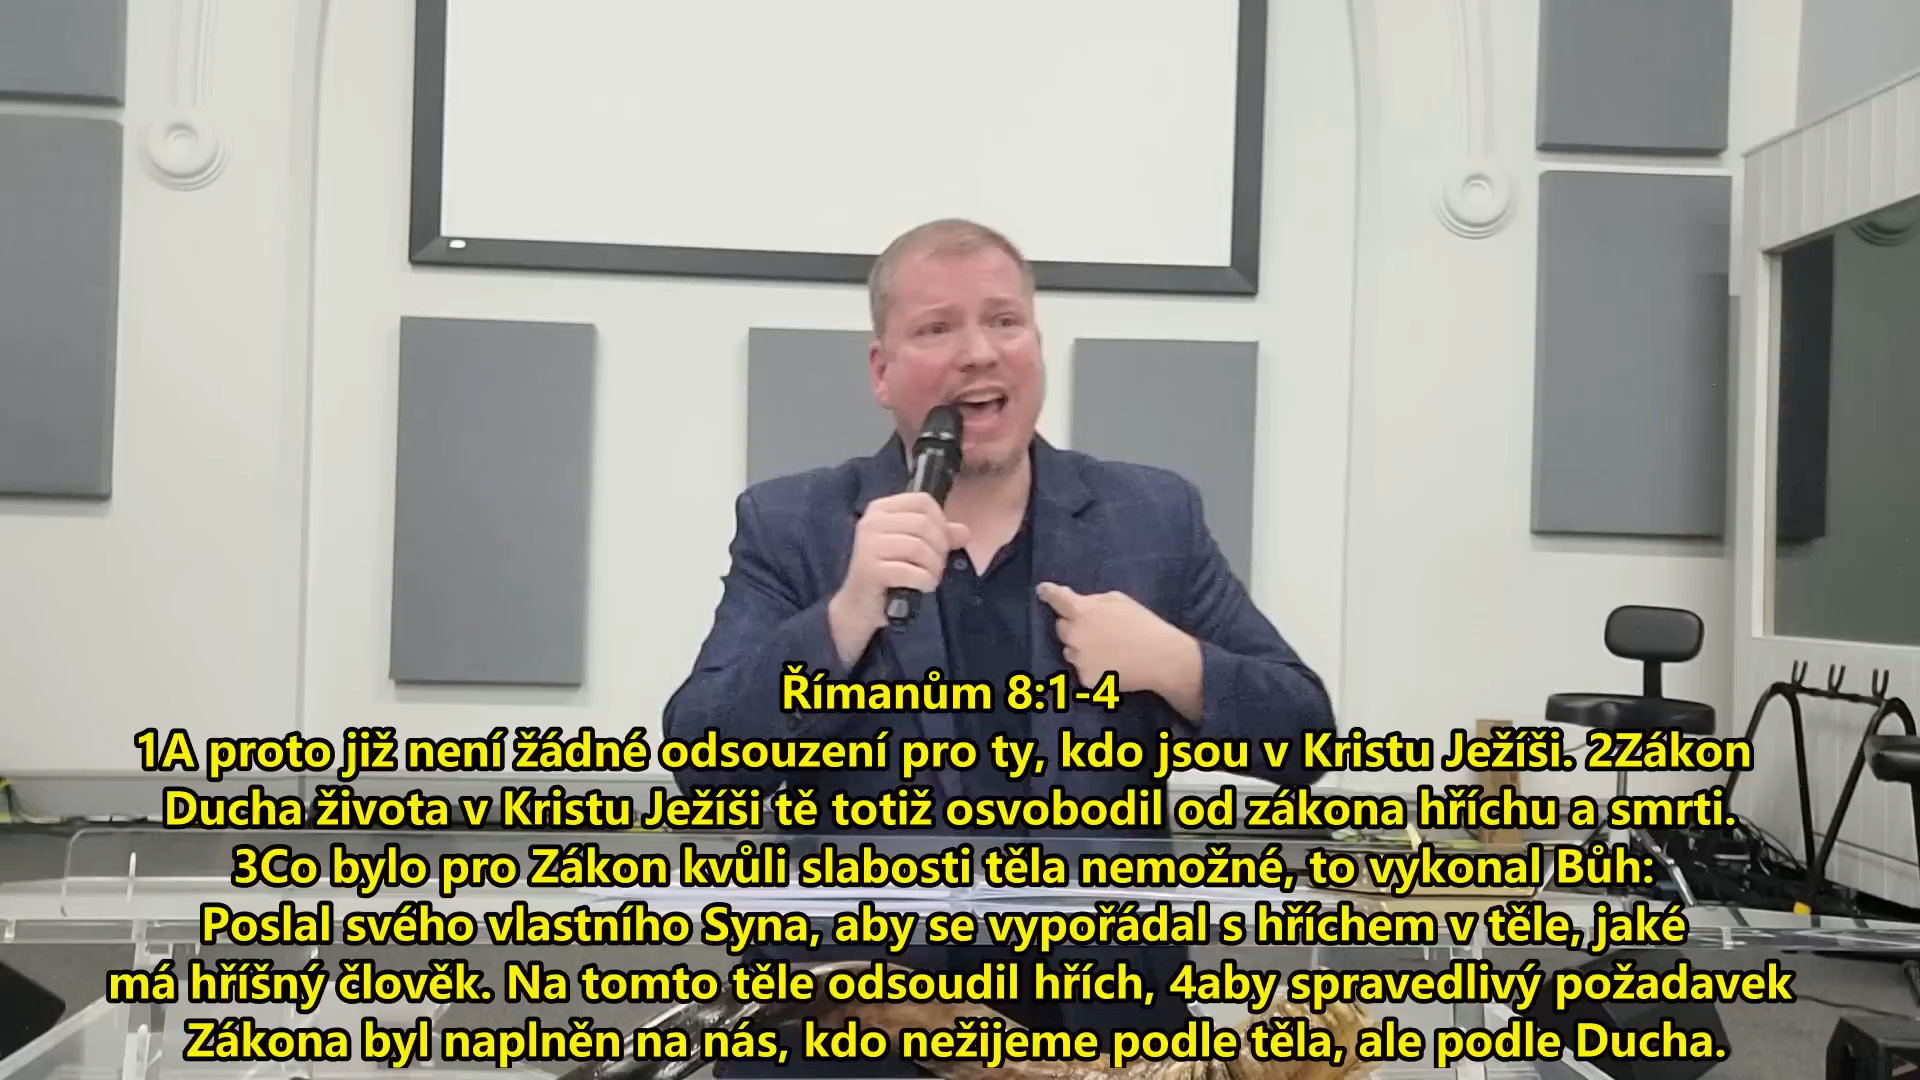 Římanům 8:1-4
1A proto již není žádné odsouzení pro ty, kdo jsou v Kristu Ježíši. 2Zákon
Ducha života v Kristu Ježíši tě totiž osvobodil od zákona hříchu a smrti.
3Co bylo pro Zákon kvůli slabosti těla nemožné, to vykonal Bůh:
Poslal svého vlastního Syna, aby se vypořádal s hříchem v těle, jaké
má hříšný člověk. Na tomto těle odsoudil hřích, 4aby spravedlivý požadavek
Zákona byl naplněn na nás, kdo nežijeme podle těla, ale podle Ducha.